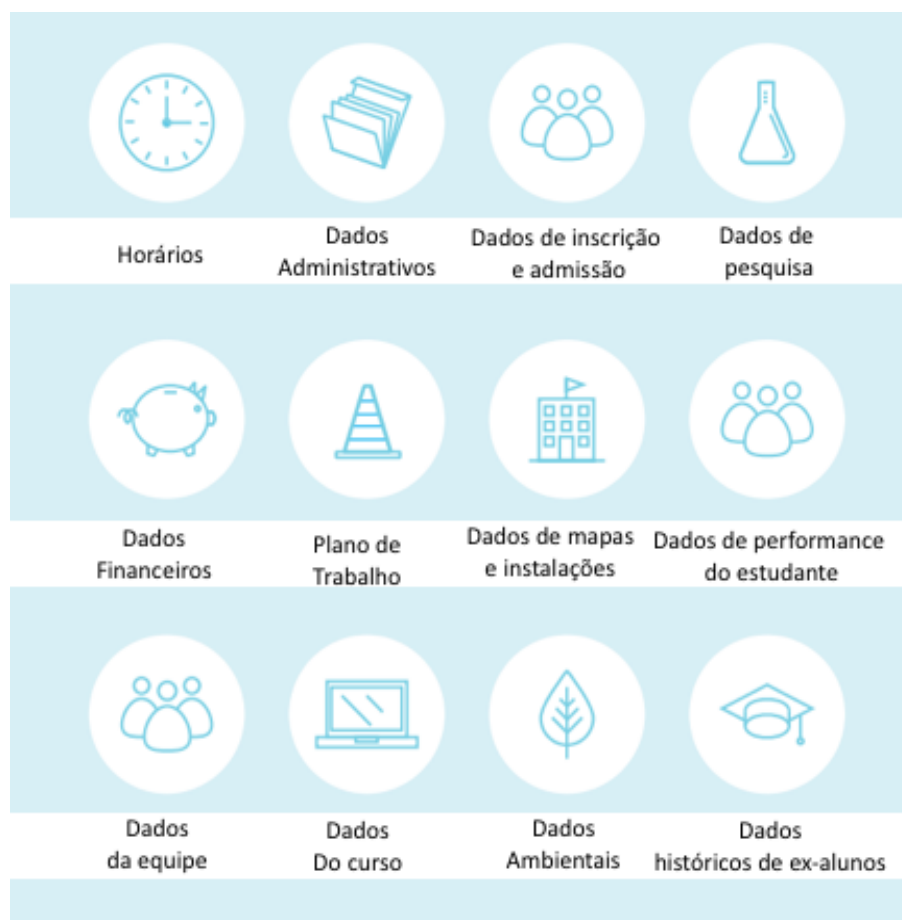 Horários
Dados
Administrativos
Dados de inscrição
e admissão
Dados de
pesquisa
Dados
Financeiros
Plano de
Trabalho
Dados de mapas
e instalações
Dados de performance
do estudante
Dados
da equipe
Dados
Do curso
Dados
Ambientais
Dados
históricos de ex-alunos